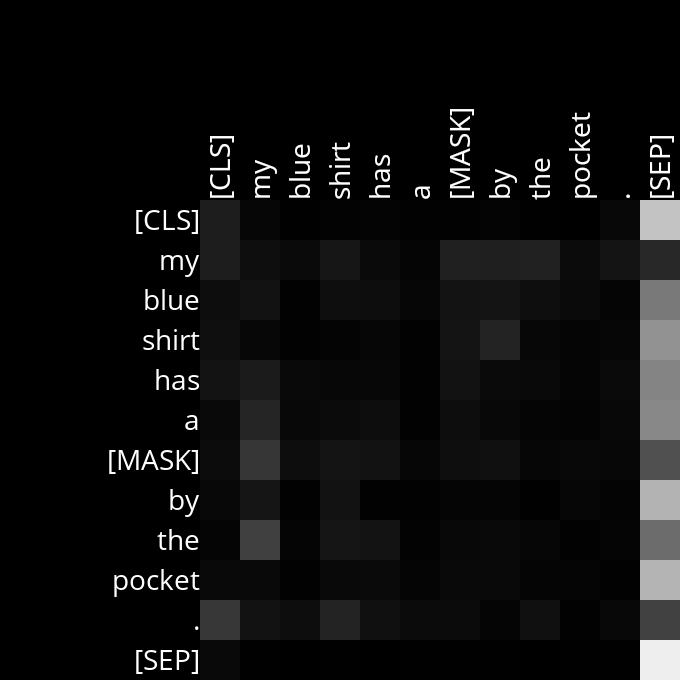 [CLS] my blue shirt has a [MASK] by the pocket . [SEP]
[CLS]
my
blue
shirt
has
a
[MASK]
by
the
pocket
.
[SEP]